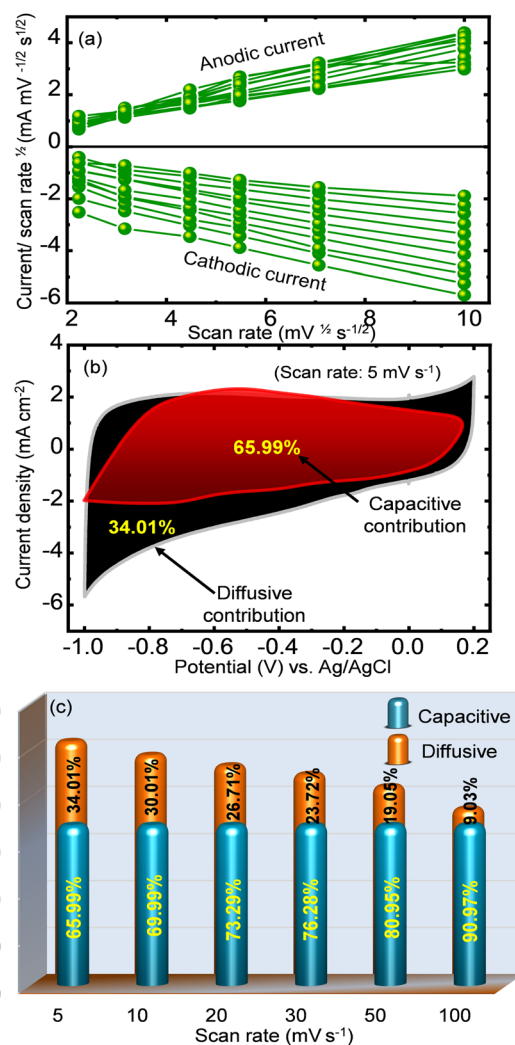 (a)
Anodic current
Cathodic current
Current/ scan rate ½ (mA mV -1/2 s1/2)
4
2
0
-2
-4
-6
2 4 6 8 10
Scan rate (mV ½ s-1/2)
(b)
(Scan rate: 5 mV s-1)
65.99%
34.01%
Capacitive
contribution
Diffusive
contribution
Current density (mA cm-2)
4
2
0
-2
-4
-6
-1.0 -0.8 -0.6 -0.4 -0.2 0.0 0.2
Potential (V) vs. Ag/AgCl
(c)
Capacitive
Diffusive
34.01% 30.01% 26.71% 23.72% 19.05% 9.03%
65.99% 69.99% 73.29% 76.28% 80.95% 90.97%
5 10 20 30 50 100
Scan rate (mV s-1)